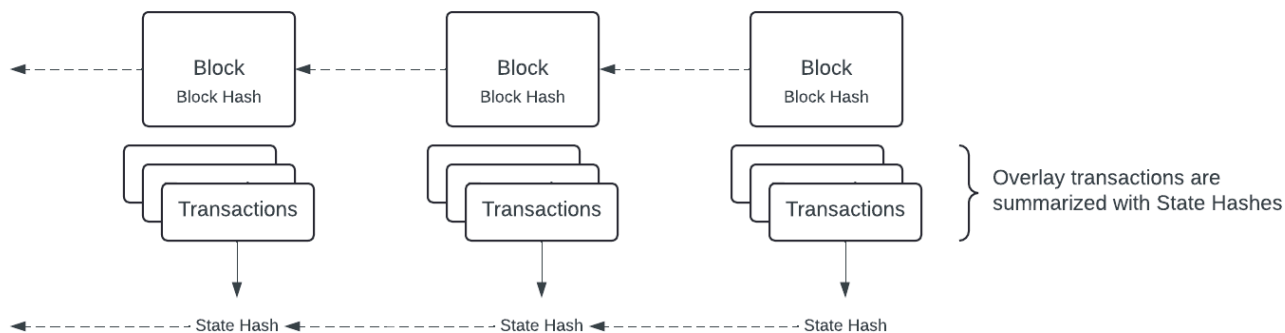 Block
Block Hash
Block
Block Hash
Block
Block Hash
Transactions
Transactions
Transactions
Overlay transactions are
summarized with State Hashes
State Hash
State Hash
State Hash